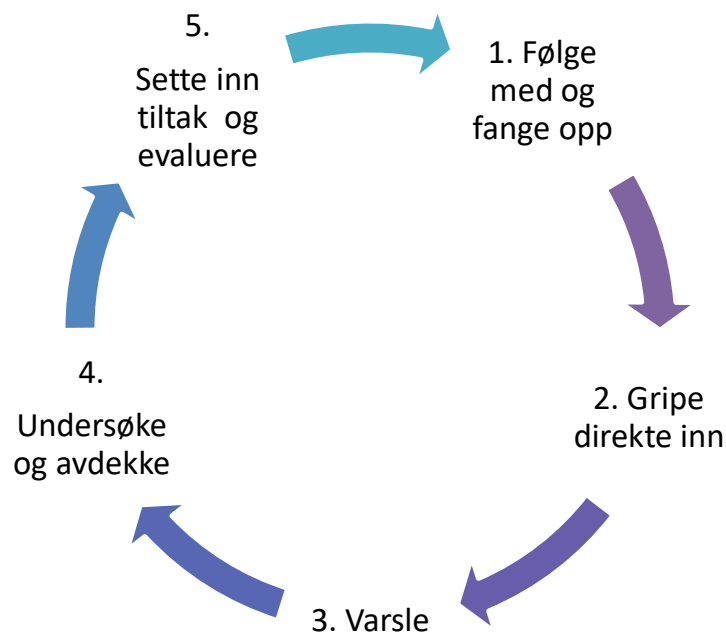 1. Følge
med og
fange opp
2. Gripe
direkte inn
3. Varsle
4.
Undersøke
og avdekke
5.
Sette inn
tiltak og
evaluere